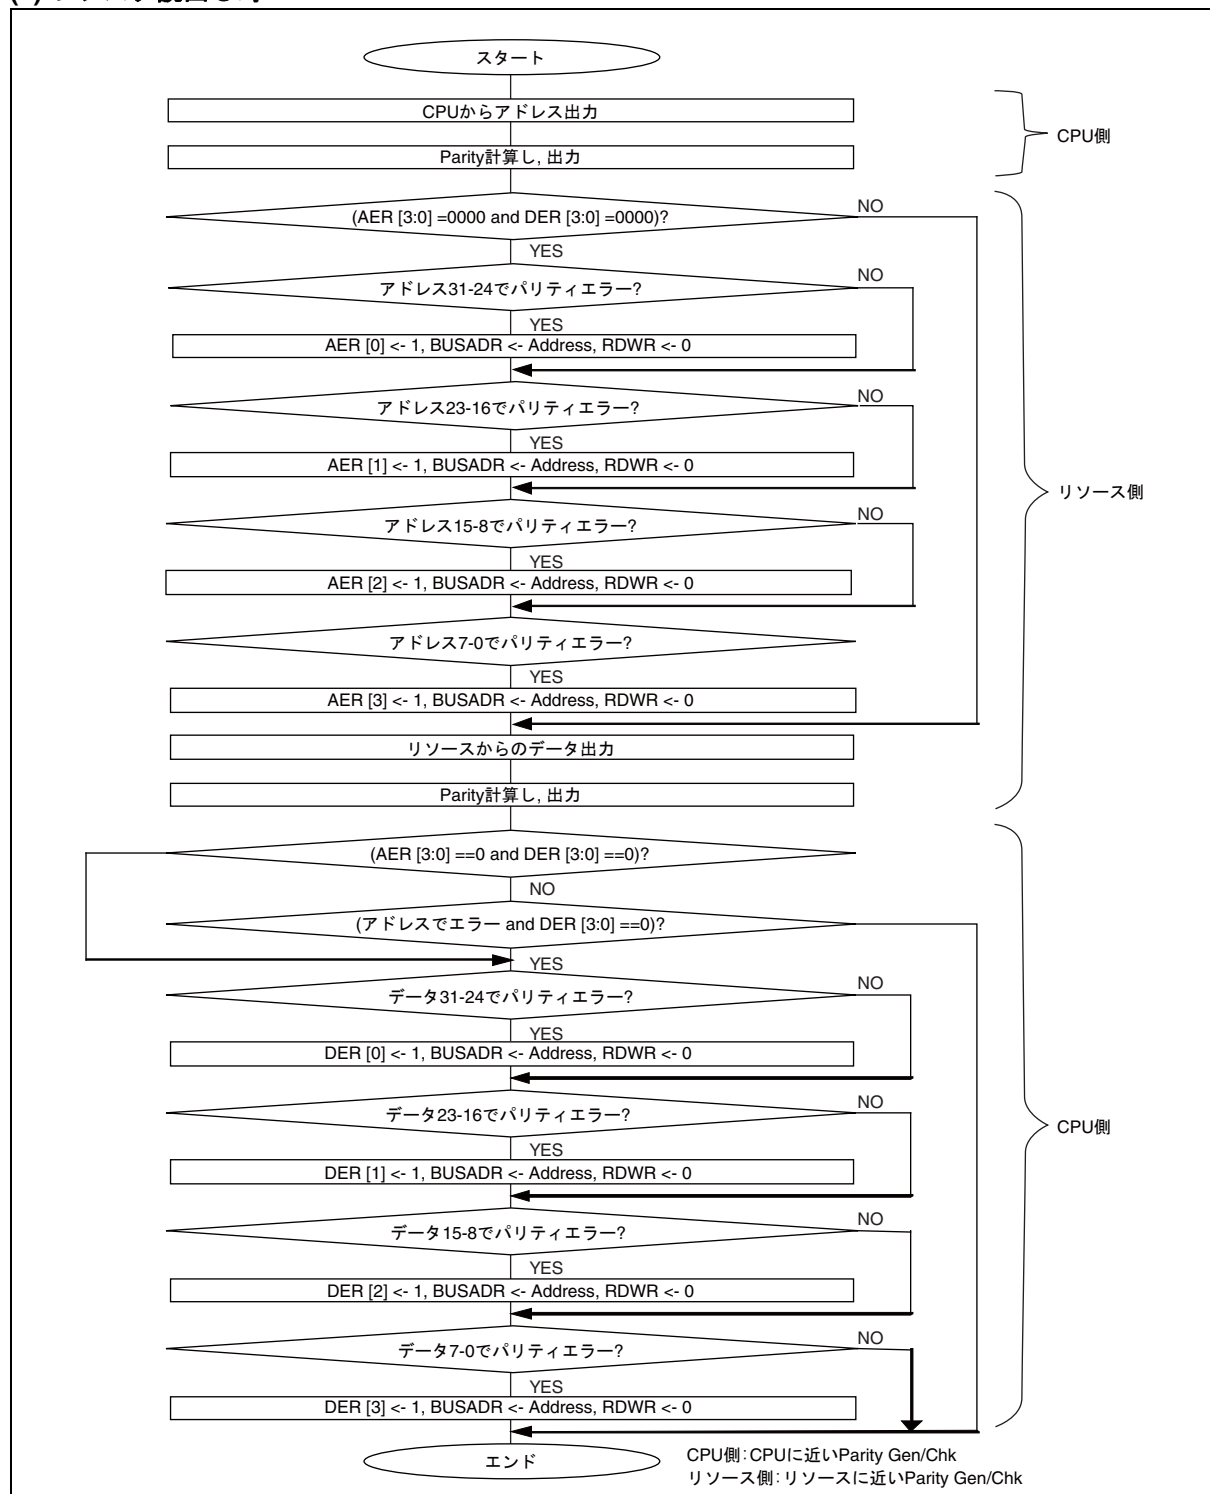 スタート
CPUからアドレス出力
CPU側
Parity計算し, 出力
(AER [3:0] =0000 and DER [3:0] =0000)?
NO
YES
アドレス31-24でパリティエラー?
NO
YES
AER [0] <- 1, BUSADR <- Address, RDWR <- 0
アドレス23-16でパリティエラー?
NO
YES
AER [1] <- 1, BUSADR <- Address, RDWR <- 0
リソース側
アドレス15-8でパリティエラー?
NO
YES
AER [2] <- 1, BUSADR <- Address, RDWR <- 0
アドレス7-0でパリティエラー?
YES
AER [3] <- 1, BUSADR <- Address, RDWR <- 0
リソースからのデータ出力
Parity計算し, 出力
(AER [3:0] ==0 and DER [3:0] ==0)?
NO
(アドレスでエラー and DER [3:0] ==0)?
YES
データ31-24でパリティエラー?
NO
YES
DER [0] <- 1, BUSADR <- Address, RDWR <- 0
データ23-16でパリティエラー?
NO
CPU側
YES
DER [1] <- 1, BUSADR <- Address, RDWR <- 0
データ15-8でパリティエラー?
NO
YES
DER [2] <- 1, BUSADR <- Address, RDWR <- 0
データ7-0でパリティエラー?
NO
YES
DER [3] <- 1, BUSADR <- Address, RDWR <- 0
エンド
CPU側：CPUに近いParity Gen/Chk
リソース側：リソースに近いParity Gen/Chk